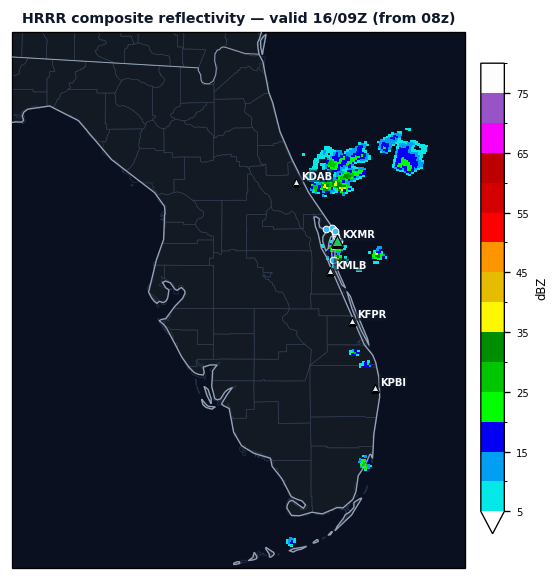 HRRR composite reflectivity — valid 16/09Z (from 08z)
KDAB
KXMR
KMLB
KFPR
KPBI
75
65
55
45
35
25
15
5
dBZ